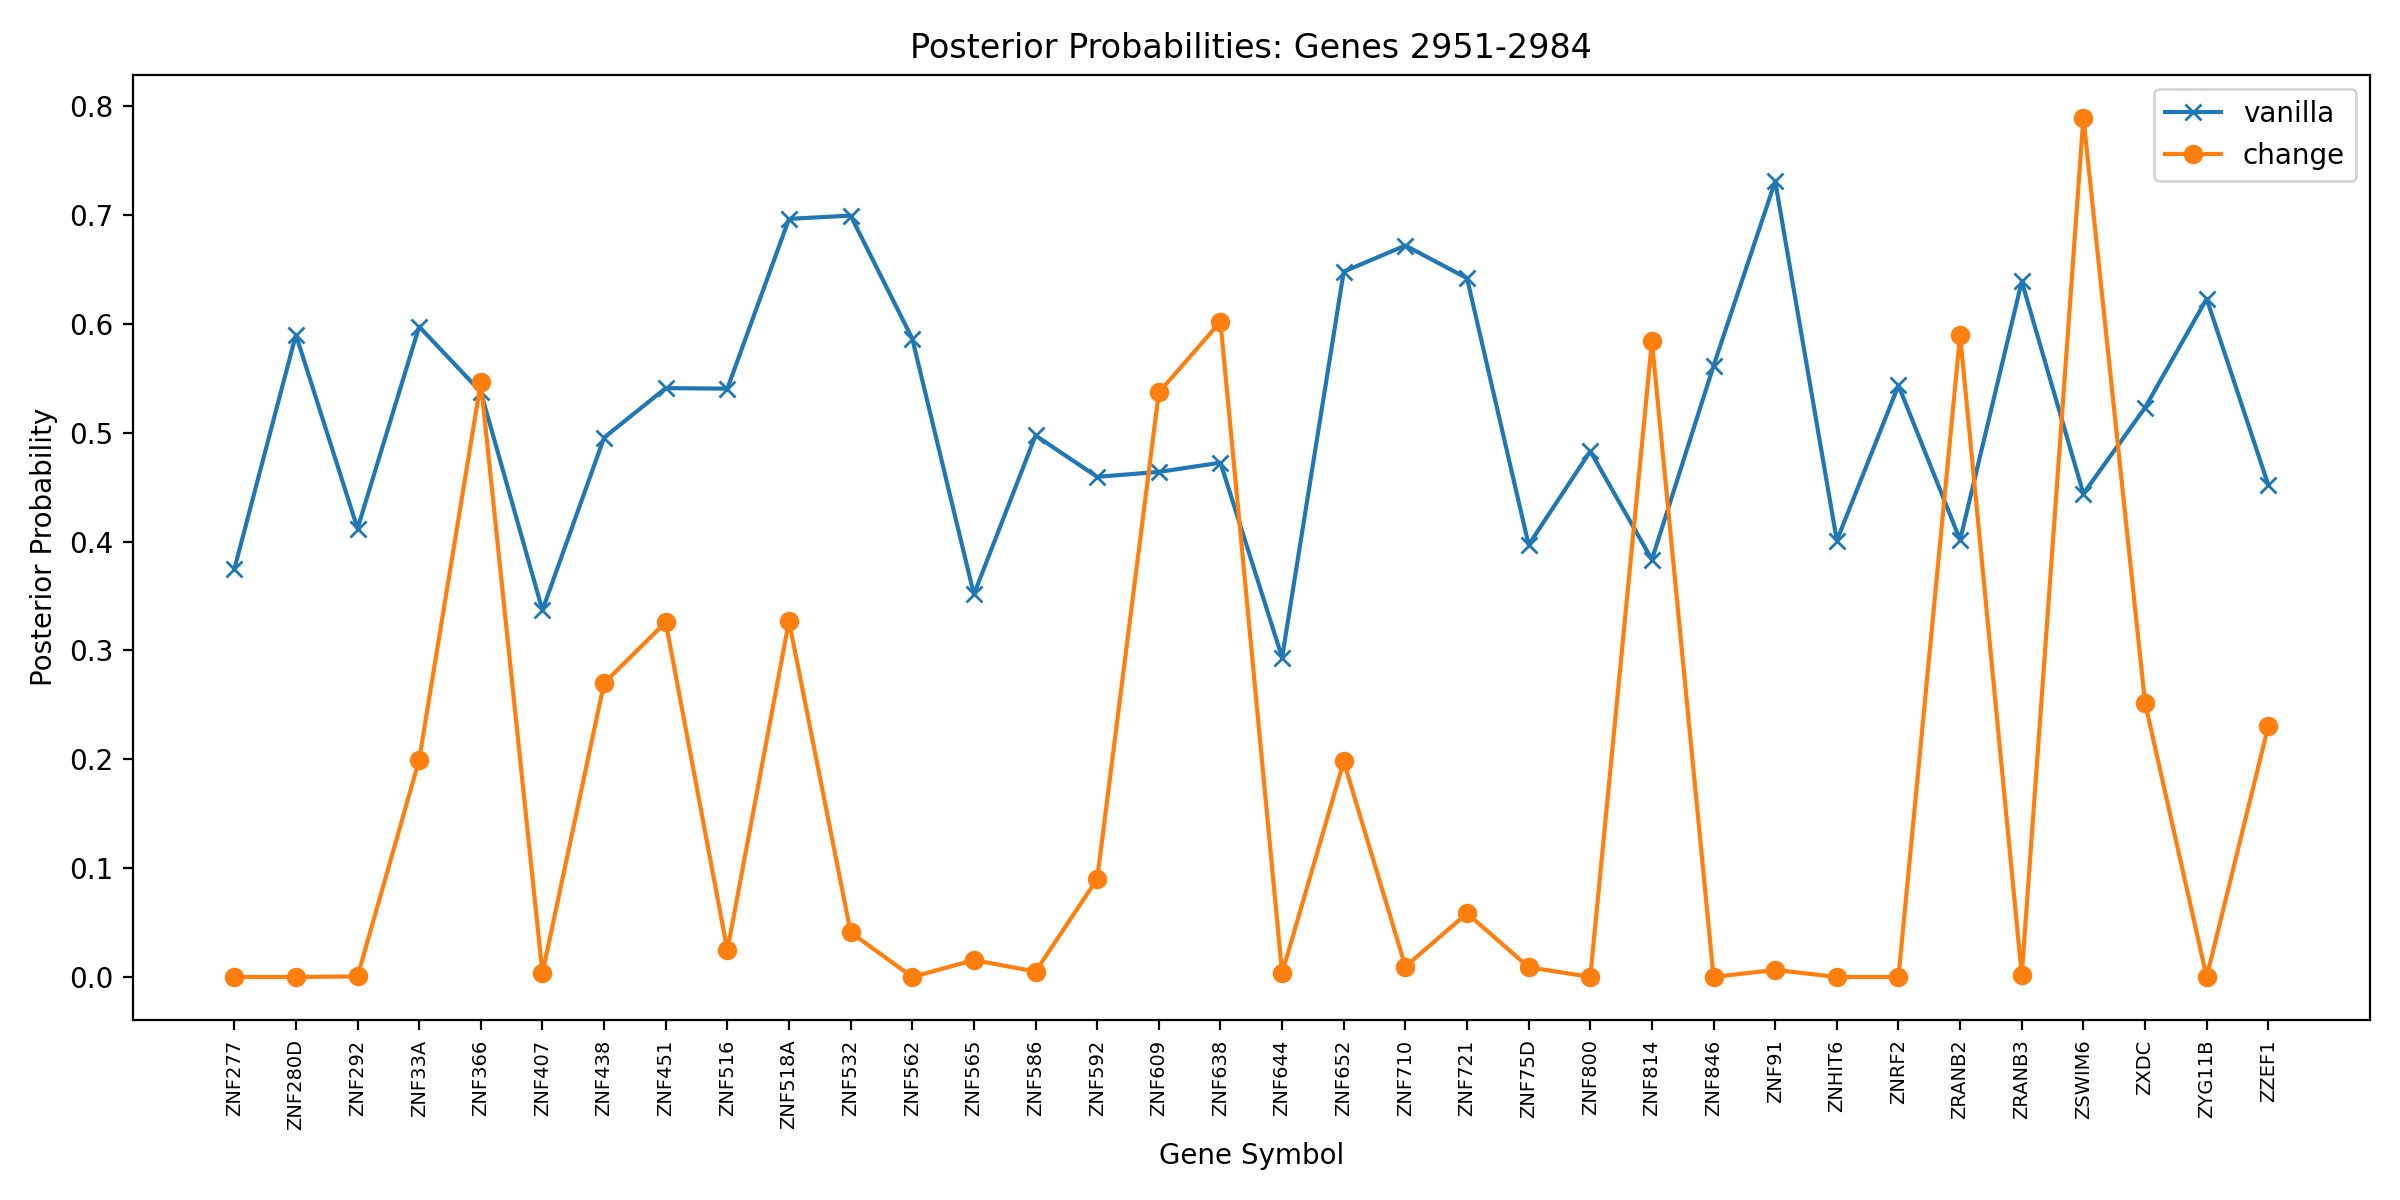 Posterior Probabilities: Genes 2951-2984
vanilla
change
Posterior Probability
0.8
0.7
0.6
0.5
0.4
0.3
0.2
0.1
0.0
ZNF277
ZNF280D
ZNF292
ZNF33A
ZNF366
ZNF407
ZNF438
ZNF451
ZNF516
ZNF518A
ZNF532
ZNF562
ZNF565
ZNF586
ZNF592
ZNF609
ZNF638
ZNF644
ZNF652
ZNF710
ZNF721
ZNF75D
ZNF800
ZNF814
ZNF846
ZNF91
ZNHIT6
ZNRF2
ZRANB2
ZRANB3
ZSWIM6
ZXDC
ZYG11B
ZZEF1
Gene Symbol